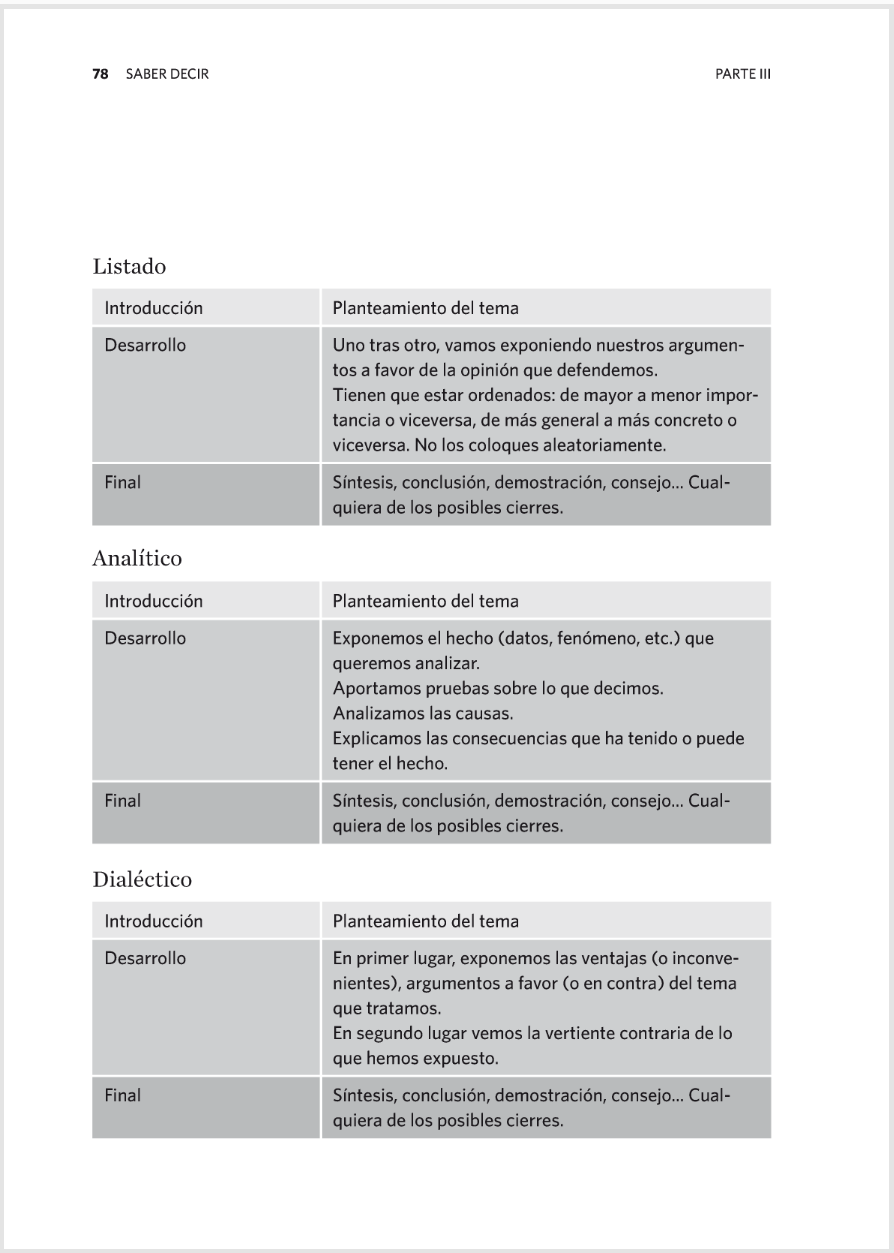 78 SABER DECIR PARTE III
Listado
Introducción Planteamiento del tema
Desarrollo Uno tras otro, vamos exponiendo nuestros argumen-
tos a favor de la opinión que defendemos.
Tienen que estar ordenados: de mayor a menor impor-
tancia o viceversa, de más general a más concreto o
viceversa. No los coloques aleatoriamente.
Final Síntesis, conclusión, demostración, consejo... Cual-
quiera de los posibles cierres.
Analítico
Introducción Planteamiento del tema
Desarrollo Exponemos el hecho (datos, fenómeno, etc.) que
queremos analizar.
Aportamos pruebas sobre lo que decimos.
Analizamos las causas.
Explicamos las consecuencias que ha tenido o puede
tener el hecho.
Final Síntesis, conclusión, demostración, consejo... Cual-
quiera de los posibles cierres.
Dialéctico
Introducción Planteamiento del tema
Desarrollo En primer lugar, exponemos las ventajas (o inconve-
nientes), argumentos a favor (o en contra) del tema
que tratamos.
En segundo lugar vemos la vertiente contraria de lo
que hemos expuesto.
Final Síntesis, conclusión, demostración, consejo... Cual-
quiera de los posibles cierres.